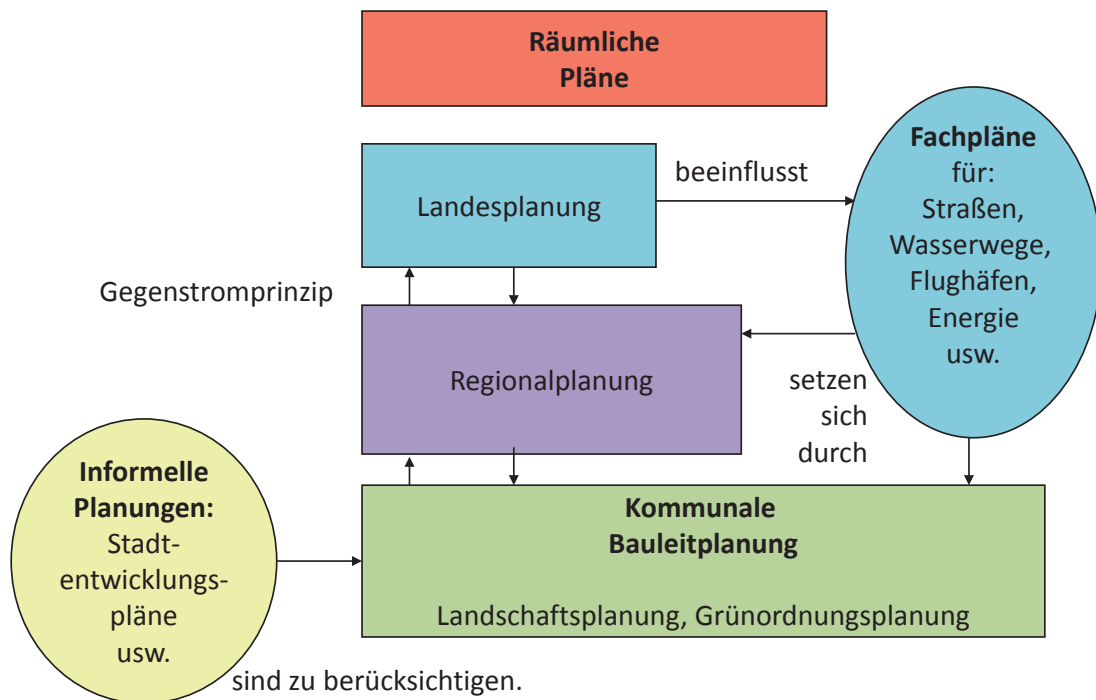 Räumliche
Pläne
Landesplanung
beeinflusst
Fachpläne
für:
Straßen,
Wasserwege,
Flughäfen,
Energie
usw.
Gegenstromprinzip
Regionalplanung
setzen
sich
durch
Informelle
Planungen:
Stadt-
entwicklungs-
pläne
usw.
Kommunale
Bauleitplanung
Landschaftsplanung, Grünordnungsplanung
sind zu berücksichtigen.